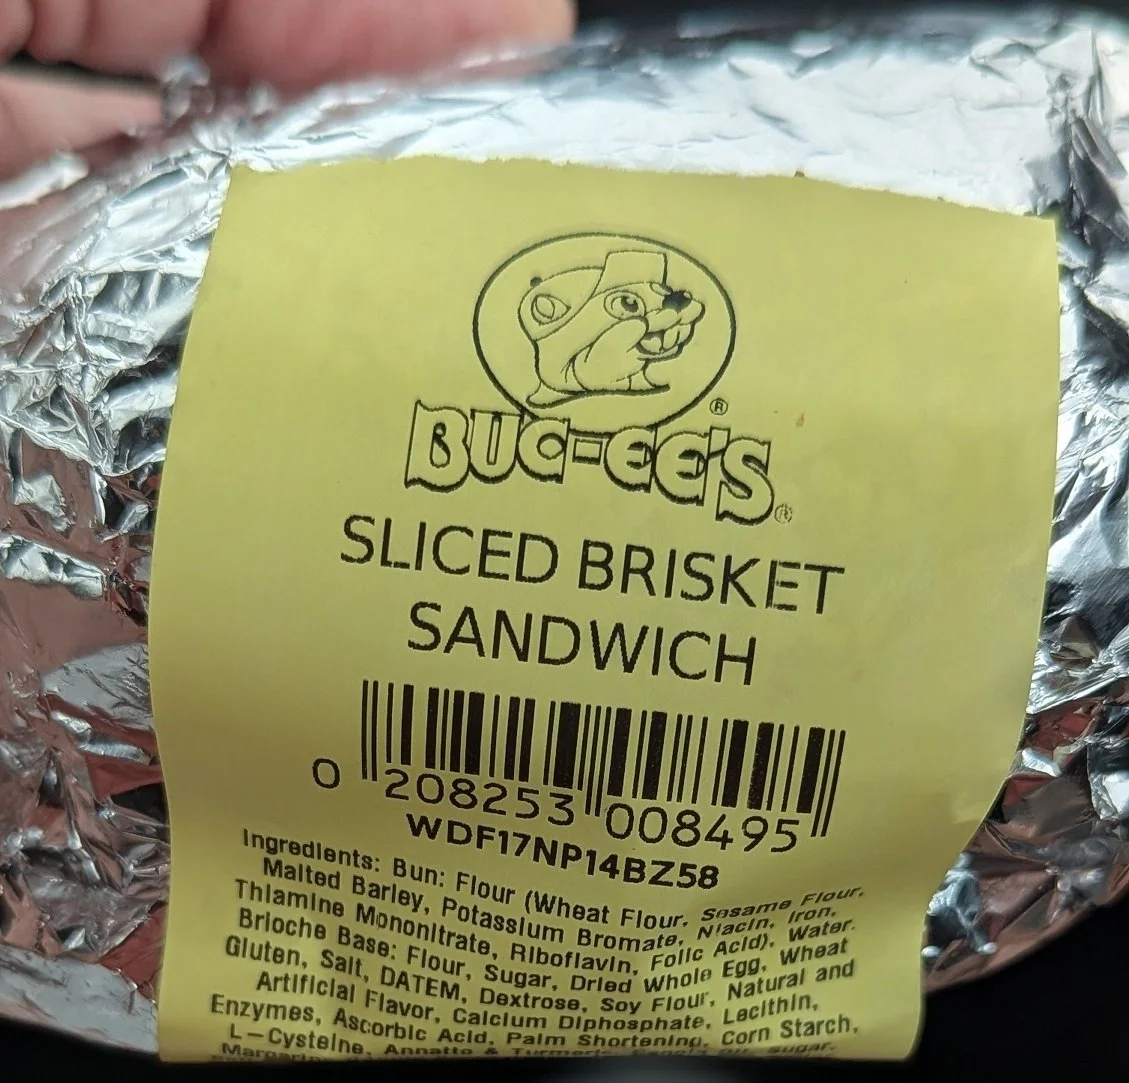 BUC-EE'S
SLICED BRISKET
SANDWICH
0 208253 008495
WDF17NP14BZ58
Ingredients: Bun: Flour (Wheat Flour, Sesame Flour,
Malted Barley, Potassium Bromate, Niacin, Iron,
Thiamine Mononitrate, Riboflavin, Folic Acid), Water.
Brioche Base: Flour, Sugar, Dried Whole Egg, Wheat
Gluten, Salt, DATEM, Dextrose, Soy Flour, Natural and
Artificial Flavor, Calcium Diphosphate, Lecithin,
Enzymes, Ascorbic Acid, Palm Shortening, Corn Starch,
L-Cysteine, Annatto & Turmeric, Sugar,